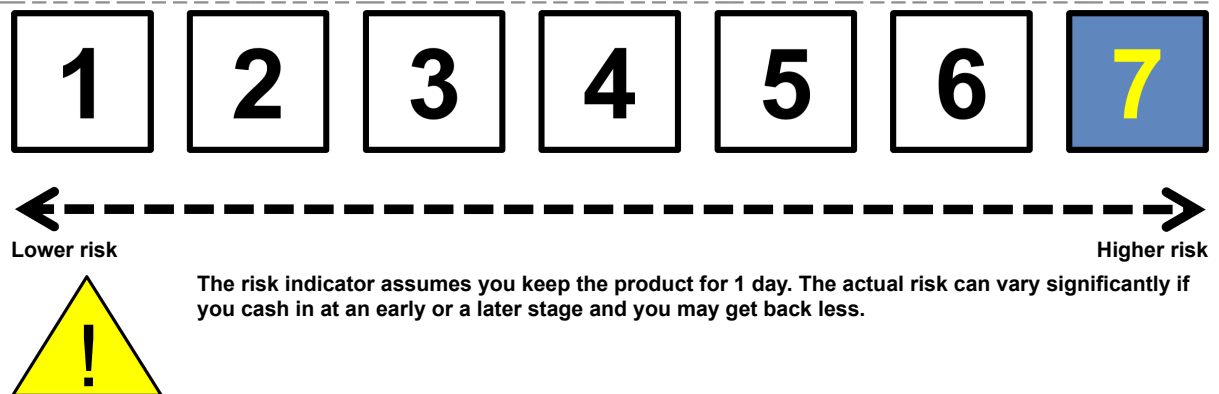 1 2 3 4 5 6 7
Lower risk Higher risk
The risk indicator assumes you keep the product for 1 day. The actual risk can vary significantly if
you cash in at an early or a later stage and you may get back less.
!